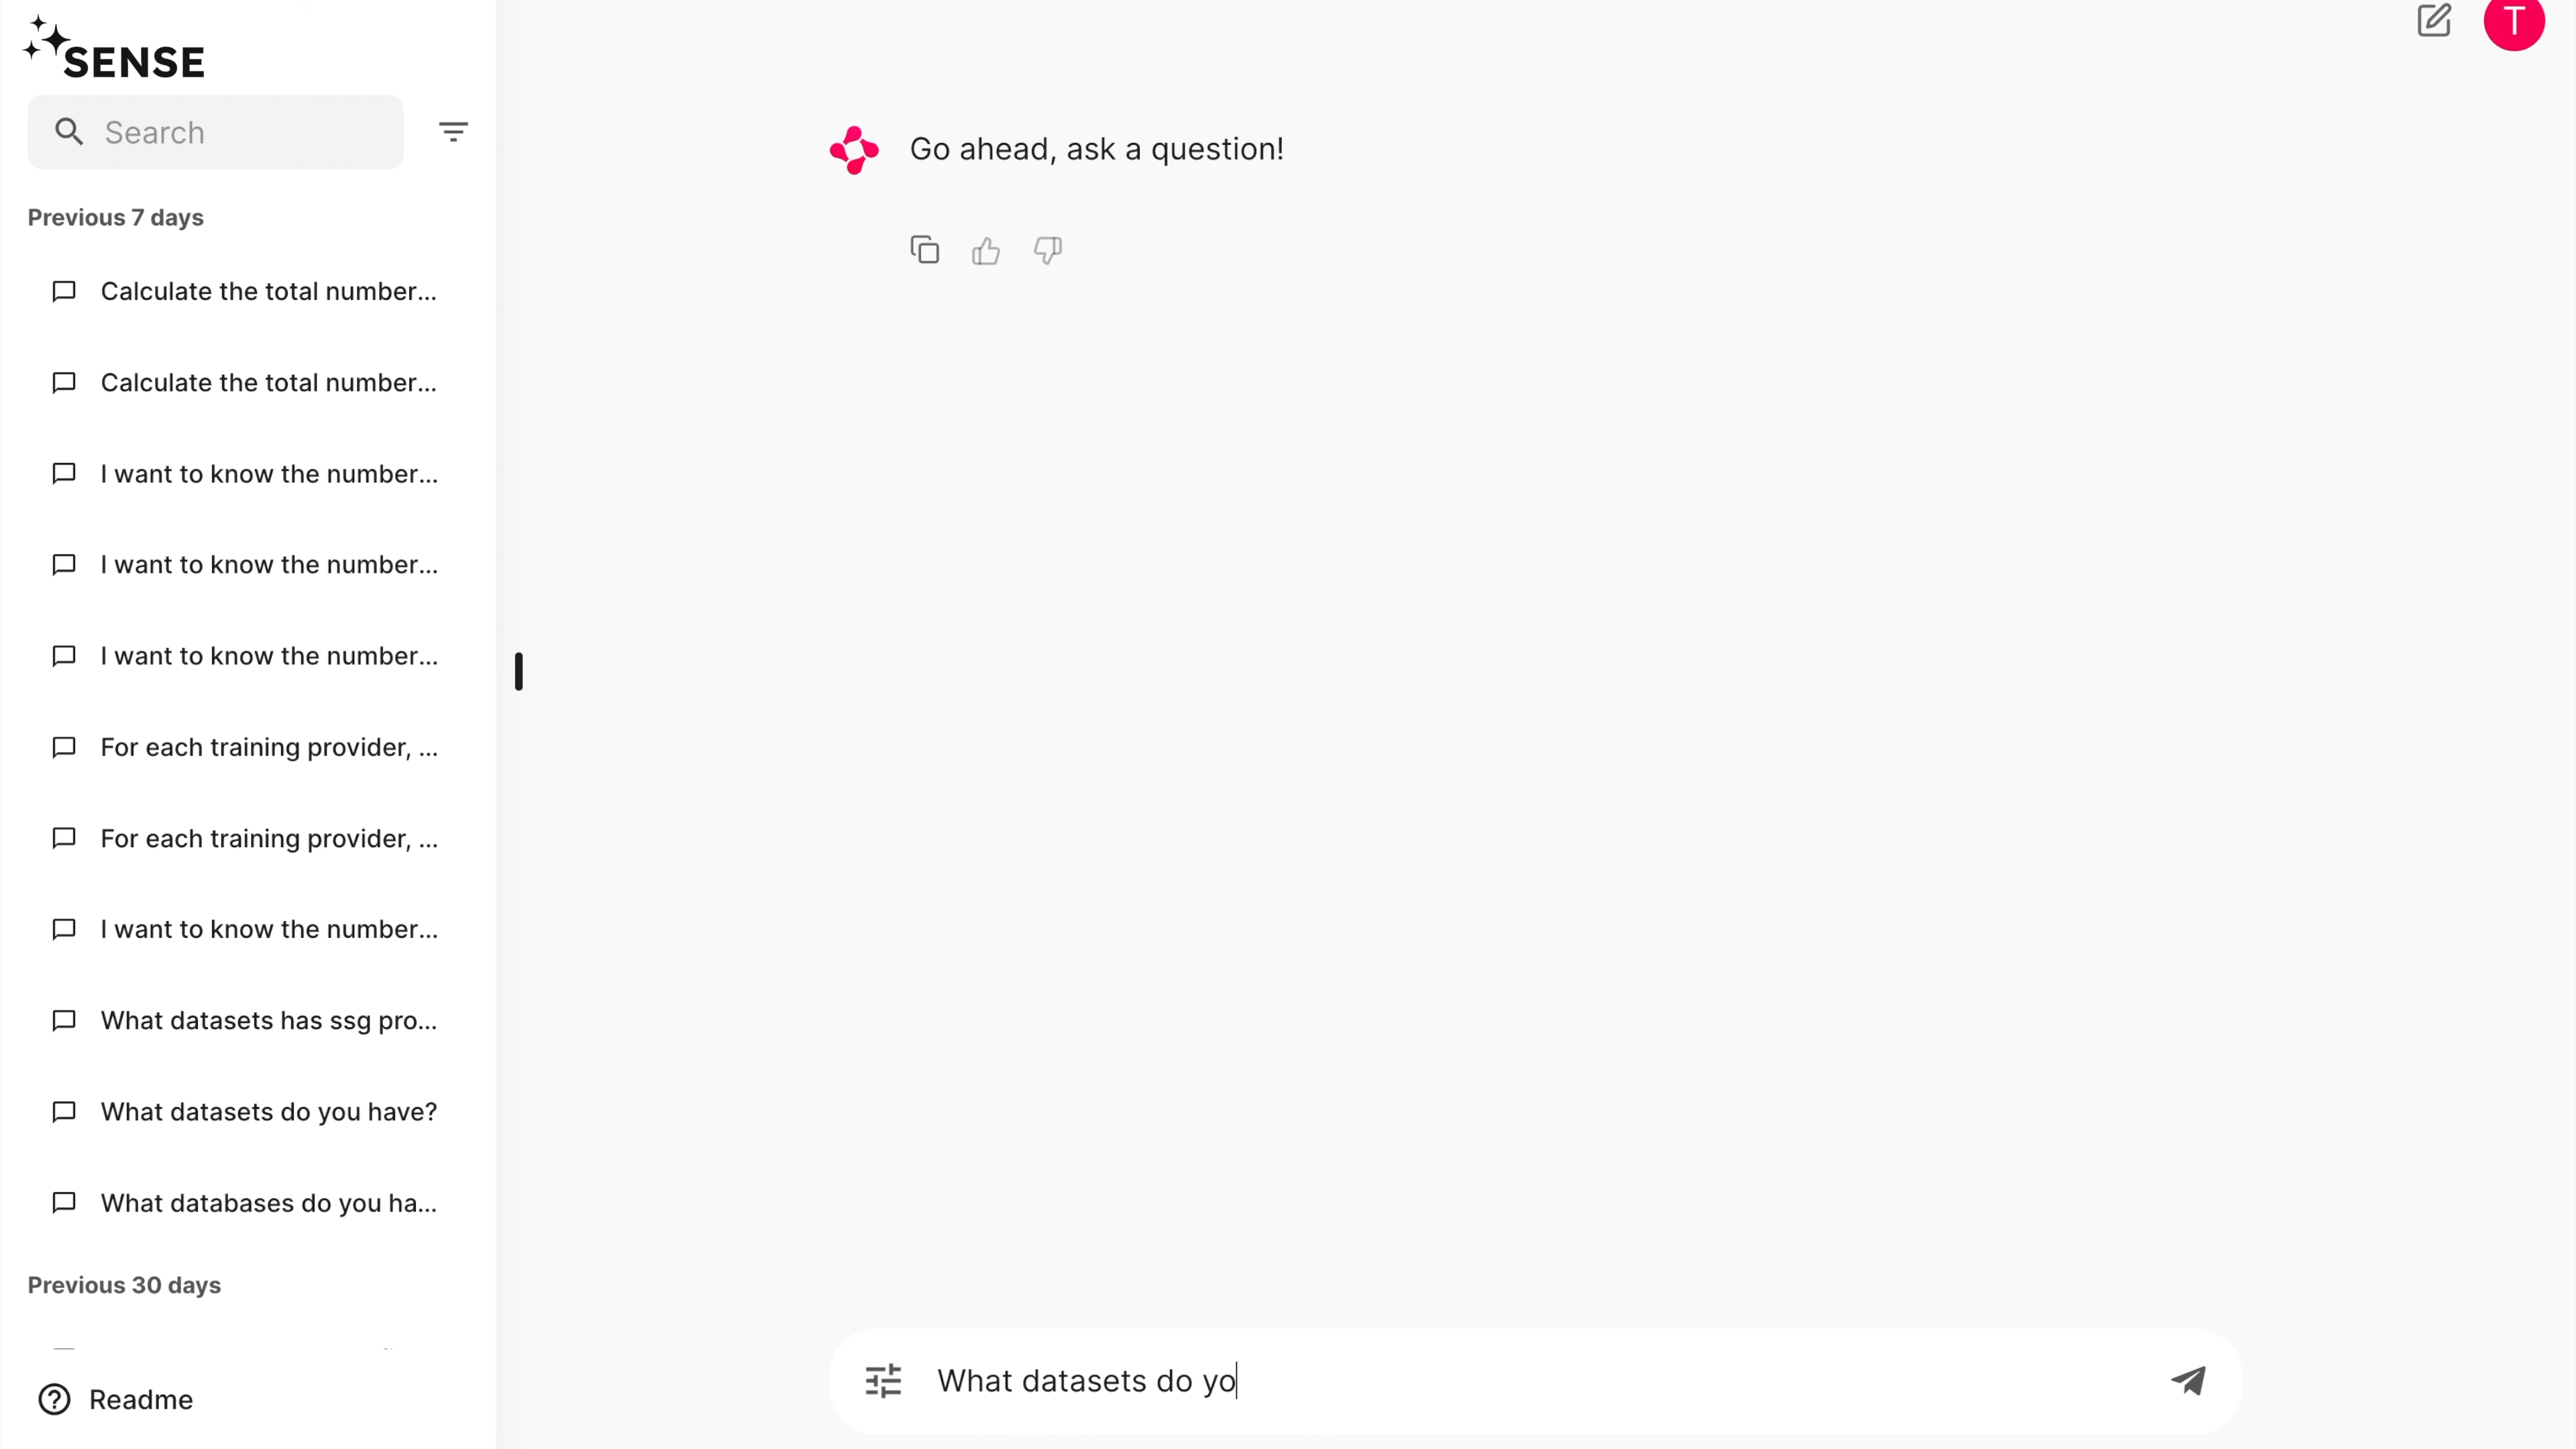 SENSE
Search
Previous 7 days
Calculate the total number...
Calculate the total number...
I want to know the number...
I want to know the number...
I want to know the number...
For each training provider, ...
For each training provider, ...
I want to know the number...
What datasets has ssg pro...
What datasets do you have?
What databases do you ha...
Previous 30 days
Readme
T
Go ahead, ask a question!
What datasets do yo